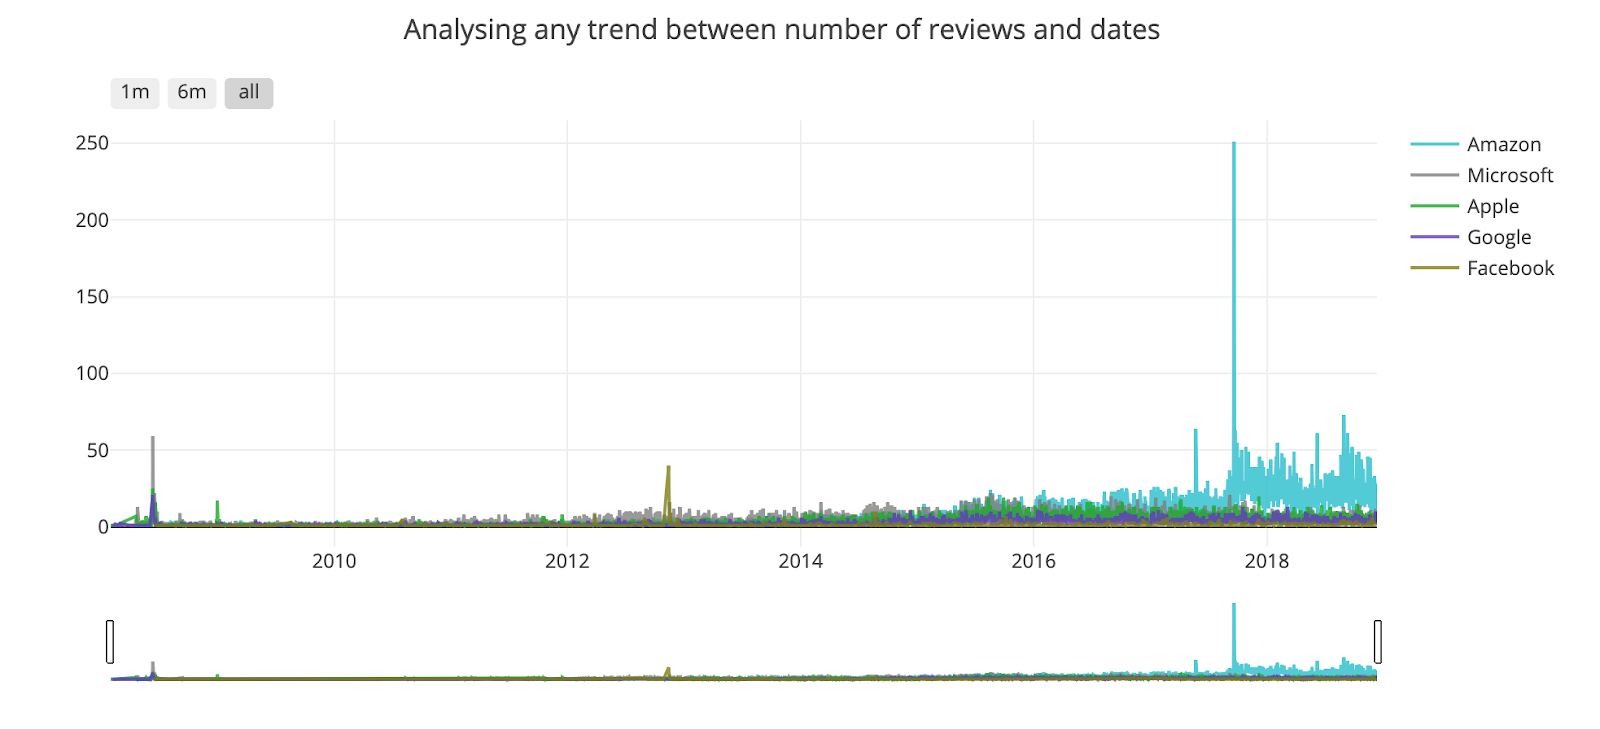 Analysing any trend between number of reviews and dates
1m 6m all
250
200
150
100
50
0
2010 2012 2014 2016 2018
Amazon
Microsoft
Apple
Google
Facebook